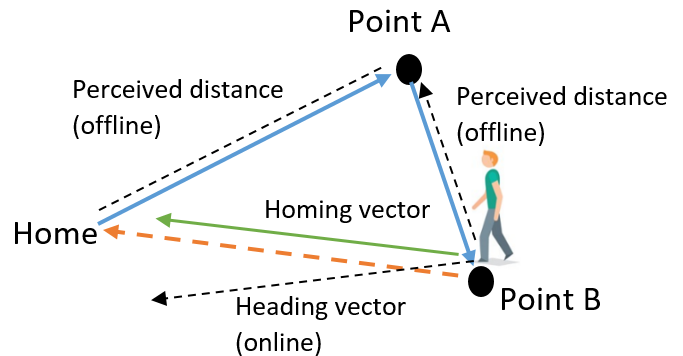 Point A
Perceived distance
(offline)
Perceived distance
(offline)
Homing vector
Home
Heading vector
(online)
Point B